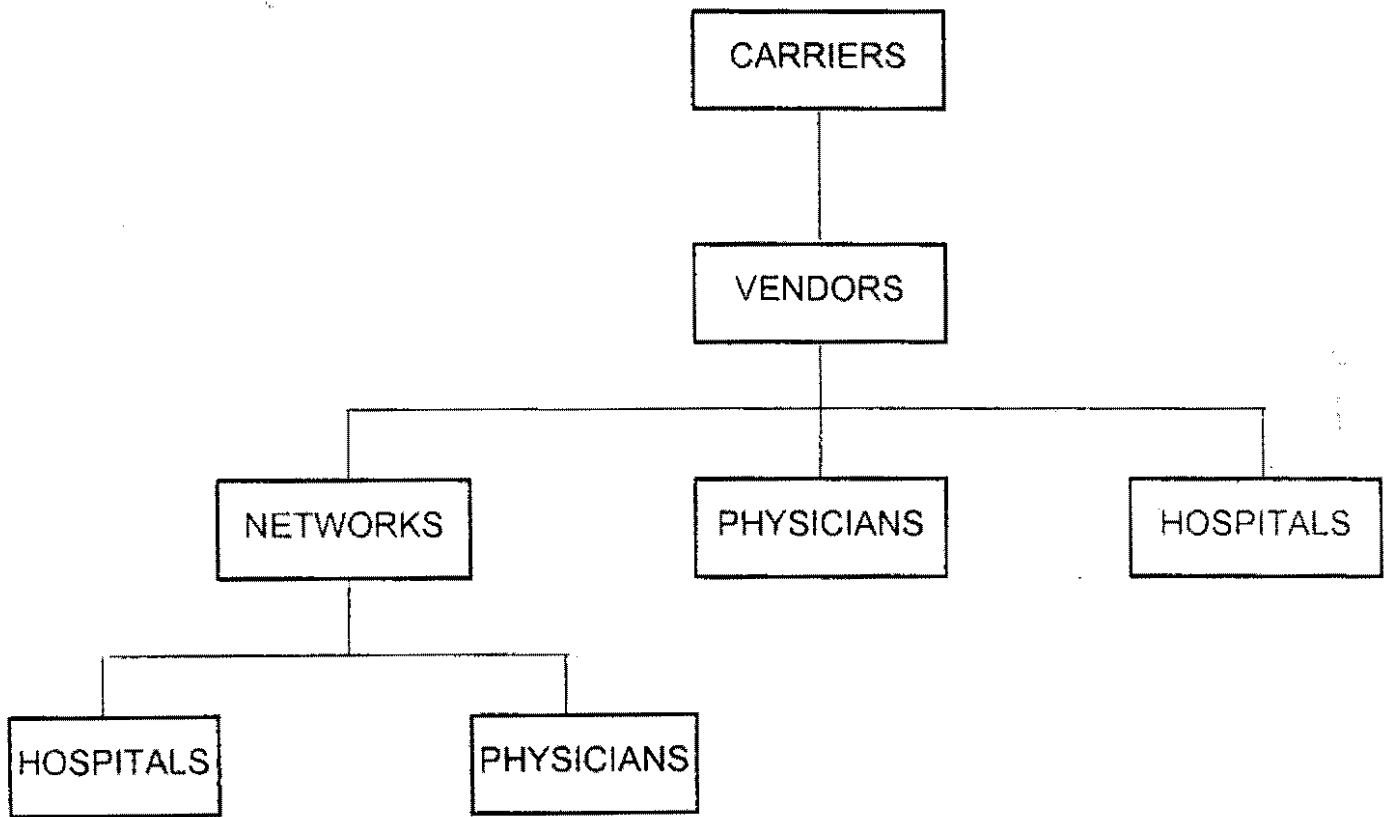 CARRIERS
VENDORS
NETWORKS
PHYSICIANS
HOSPITALS
HOSPITALS
PHYSICIANS